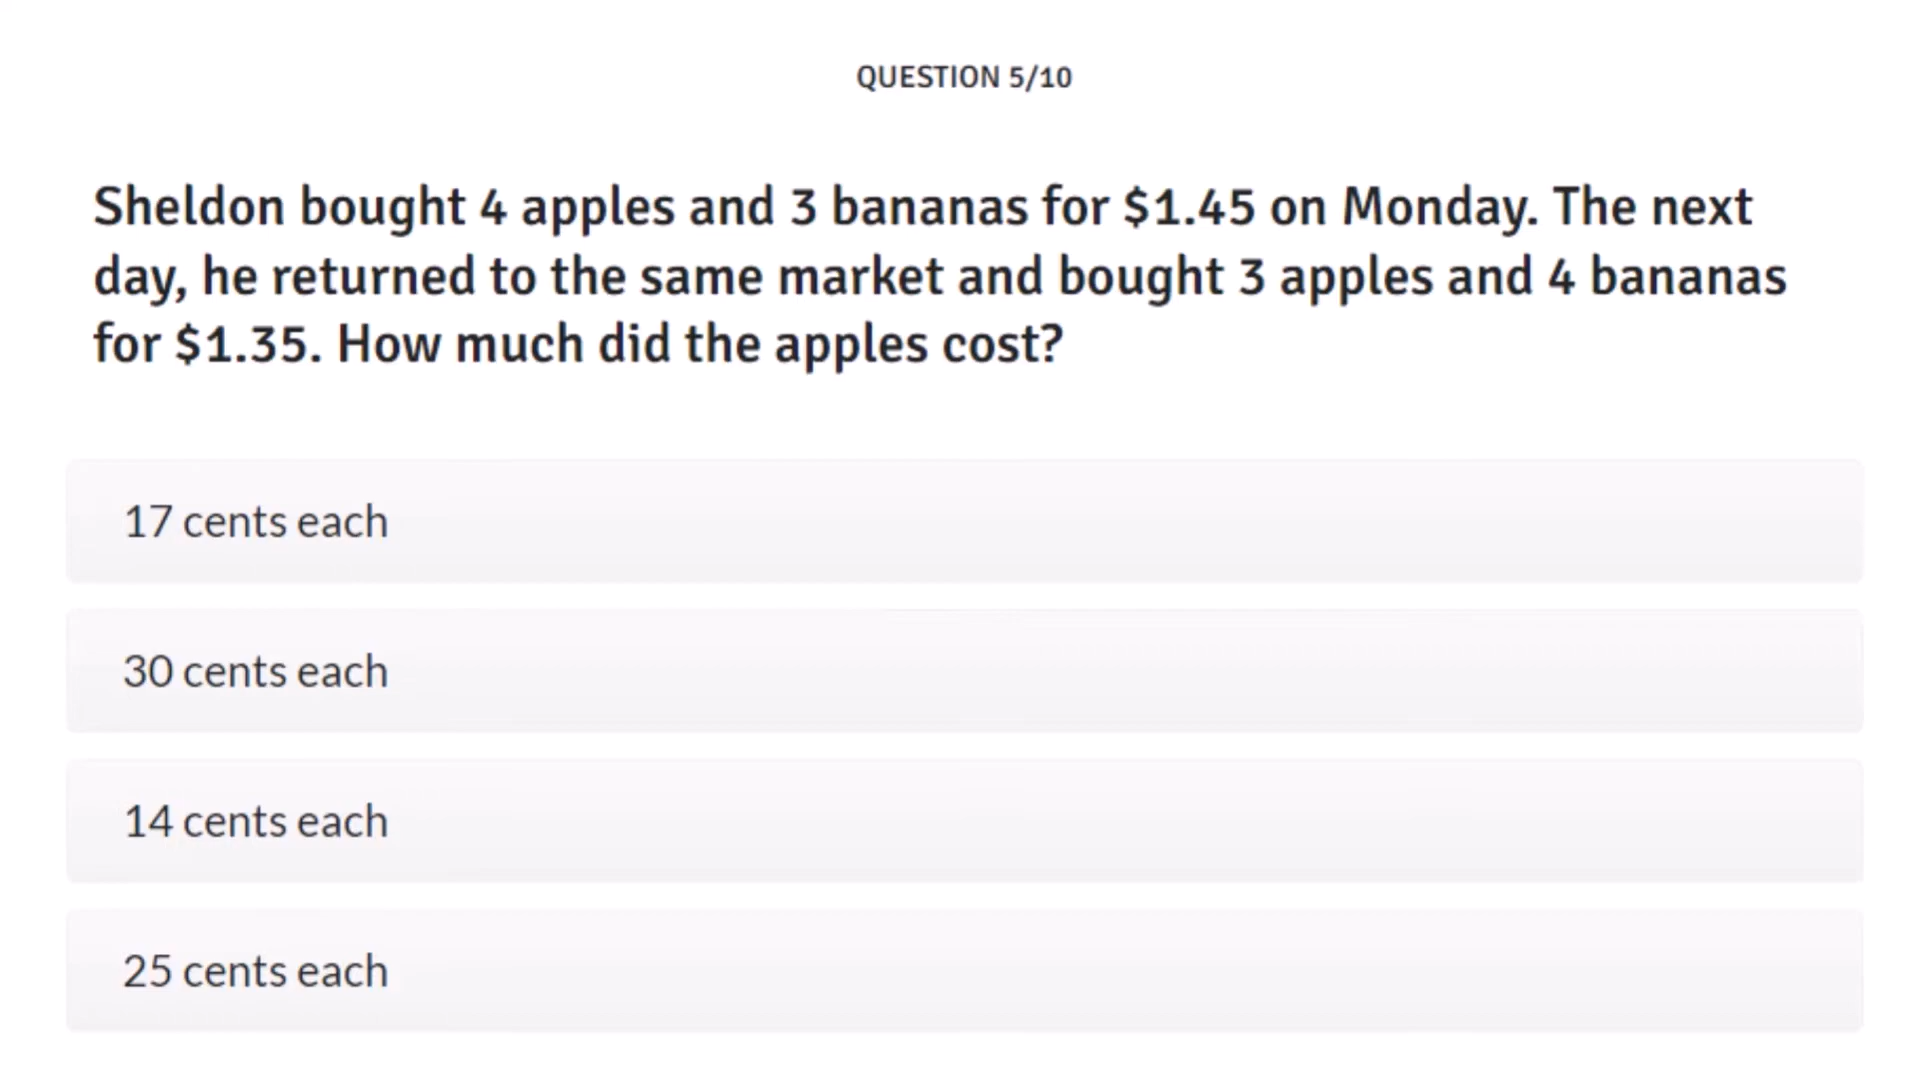 QUESTION 5/10
Sheldon bought 4 apples and 3 bananas for $1.45 on Monday. The next
day, he returned to the same market and bought 3 apples and 4 bananas
for $1.35. How much did the apples cost?
17 cents each
30 cents each
14 cents each
25 cents each